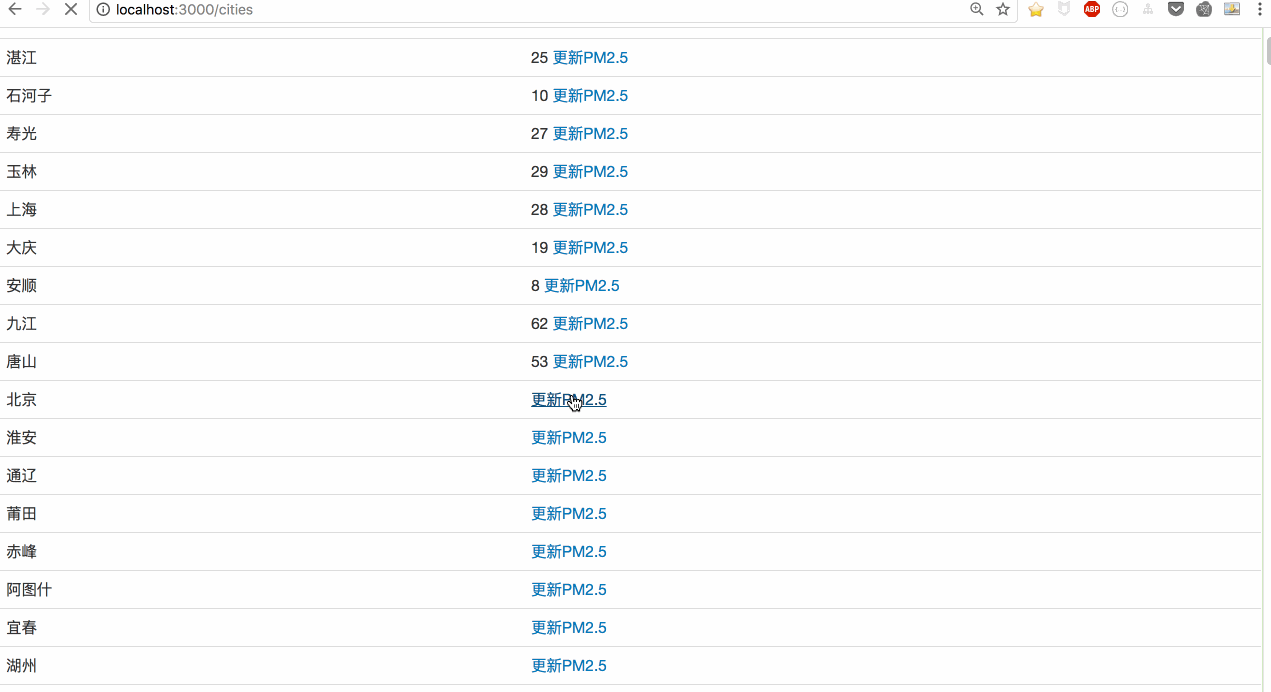 localhost:3000/cities
ABP
湛江 25 更新PM2.5
石河子 10 更新PM2.5
寿光 27 更新PM2.5
玉林 29 更新PM2.5
上海 28 更新PM2.5
大庆 19 更新PM2.5
安顺 8 更新PM2.5
九江 62 更新PM2.5
唐山 53 更新PM2.5
北京 更新PM2.5
淮安 更新PM2.5
通辽 更新PM2.5
莆田 更新PM2.5
赤峰 更新PM2.5
阿图什 更新PM2.5
宜春 更新PM2.5
湖州 更新PM2.5